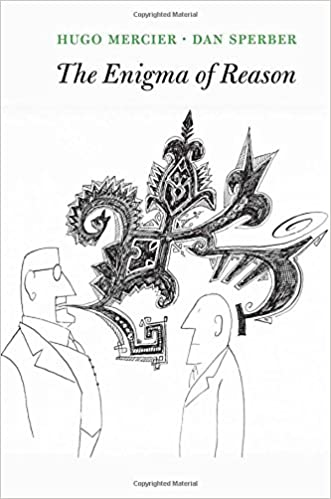 Copyrighted Material
HUGO MERCIER · DAN SPERBER
The Enigma of Reason
Copyrighted Material